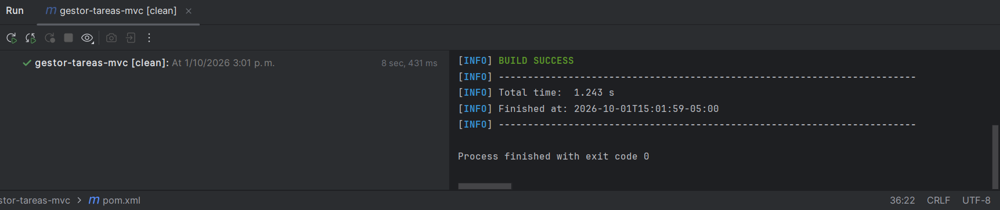 Run gestor-tareas-mvc [clean]
gestor-tareas-mvc [clean]: At 1/10/2026 3:01 p. m. 8 sec, 431 ms
[INFO] BUILD SUCCESS
[INFO] ------------------------------------------------------------------------
[INFO] Total time:  1.243 s
[INFO] Finished at: 2026-10-01T15:01:59-05:00
[INFO] ------------------------------------------------------------------------
Process finished with exit code 0
stor-tareas-mvc > m pom.xml 36:22 CRLF UTF-8